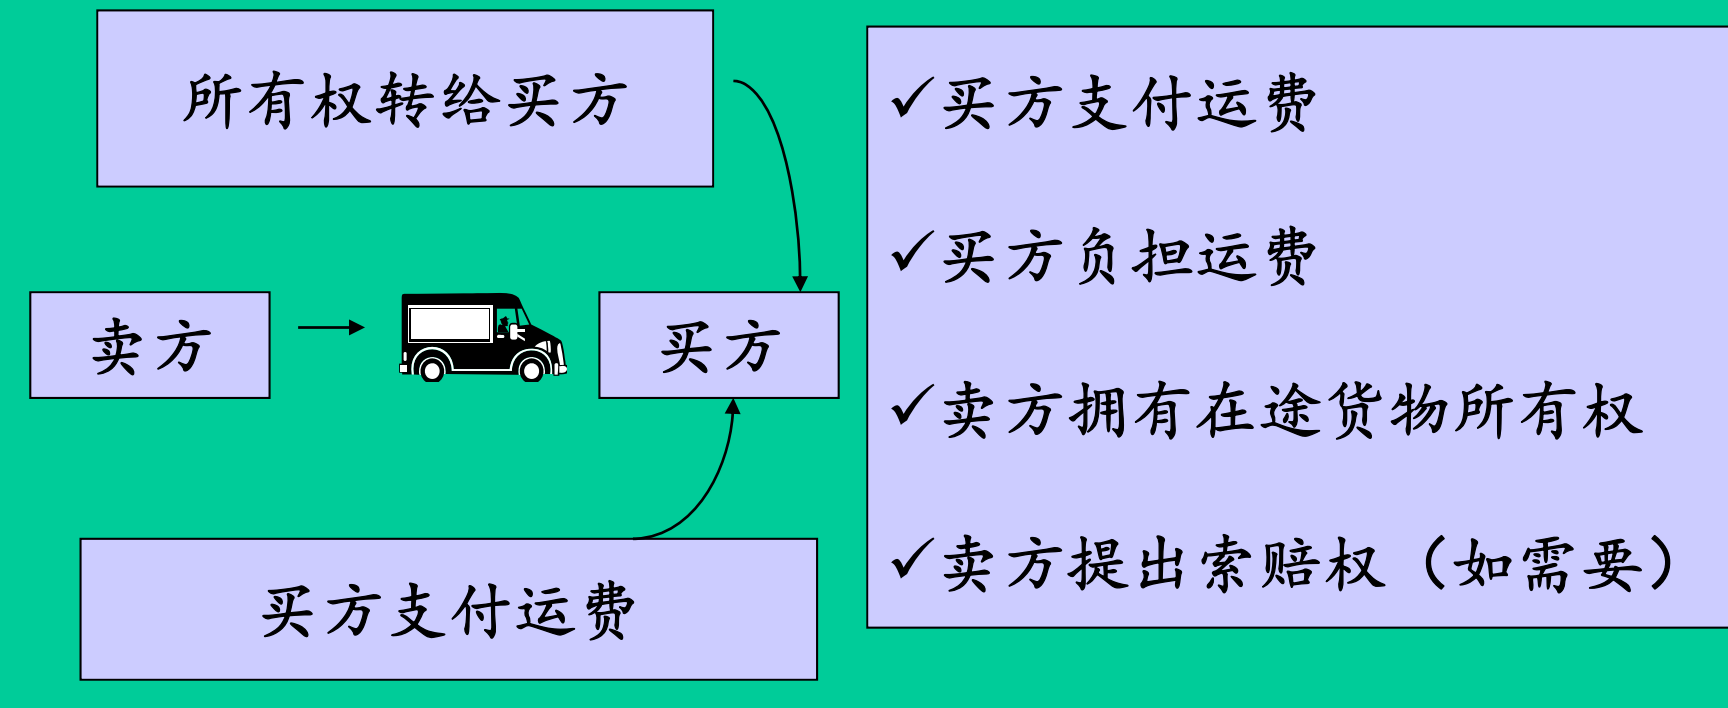 所有权转给买方
卖方
买方
买方支付运费
✓买方支付运费
✓买方负担运费
✓卖方拥有在途货物所有权
✓卖方提出索赔权（如需要）